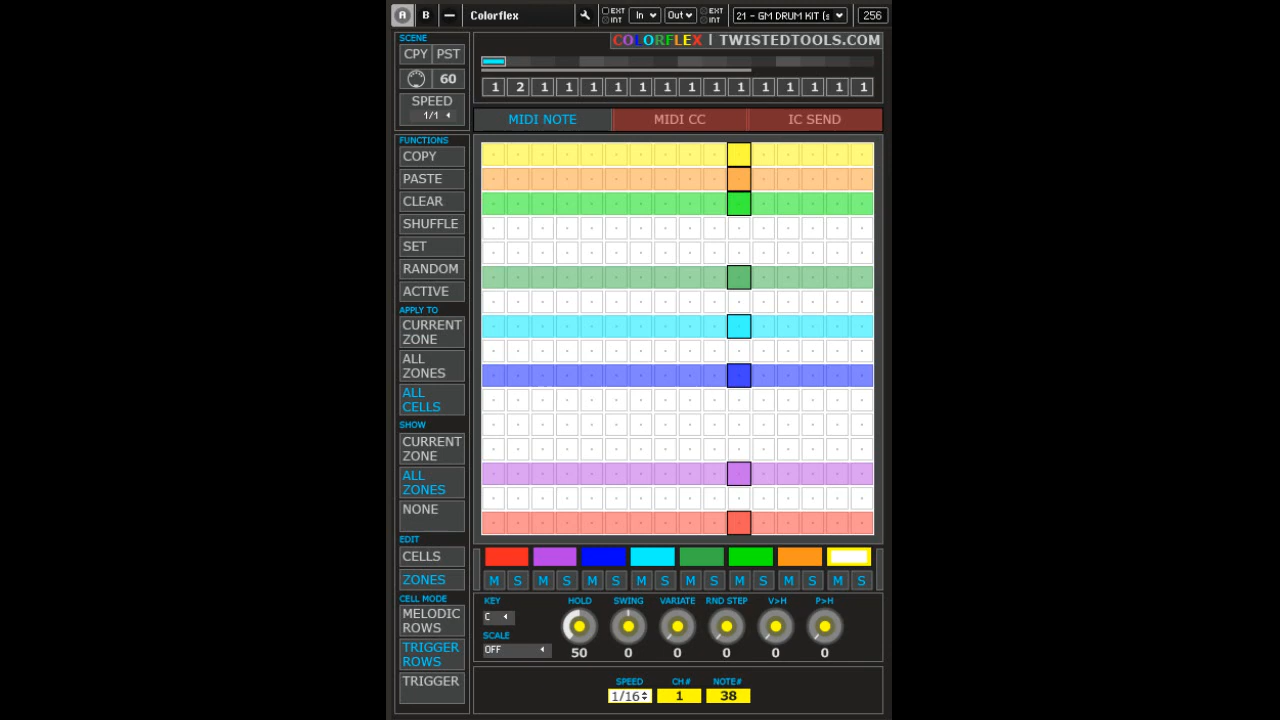 A B Colorflex EXT INT In Out EXT INT 21 - GM DRUM KIT (s 256
COLORFLEX | TWISTEDTOOLS.COM
SCENE
CPY PST
60
SPEED
1/1
1 2 1 1 1 1 1 1 1 1 1 1 1 1 1 1
MIDI NOTE MIDI CC IC SEND
FUNCTIONS
COPY
PASTE
CLEAR
SHUFFLE
SET
RANDOM
ACTIVE
APPLY TO
CURRENT
ZONE
ALL
ZONES
ALL
CELLS
SHOW
CURRENT
ZONE
ALL
ZONES
NONE
EDIT
CELLS
ZONES
CELL MODE
MELODIC
ROWS
TRIGGER
ROWS
TRIGGER
M S M S M S M S M S M S M S M S
KEY HOLD SWING VARIATE RND STEP V>H P>H
C
SCALE
OFF
50 0 0 0 0 0
SPEED CH# NOTE#
1/16 1 38